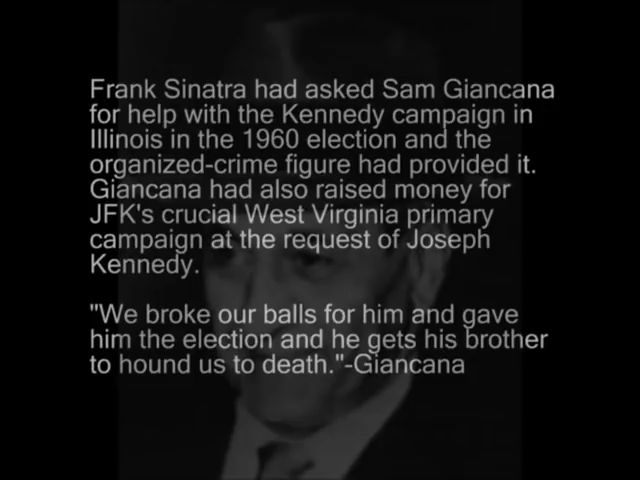 Frank Sinatra had asked Sam Giancana
for help with the Kennedy campaign in
Illinois in the 1960 election and the
organized-crime figure had provided it.
Giancana had also raised money for
JFK's crucial West Virginia primary
campaign at the request of Joseph
Kennedy.
"We broke our balls for him and gave
him the election and he gets his brother
to hound us to death."-Giancana